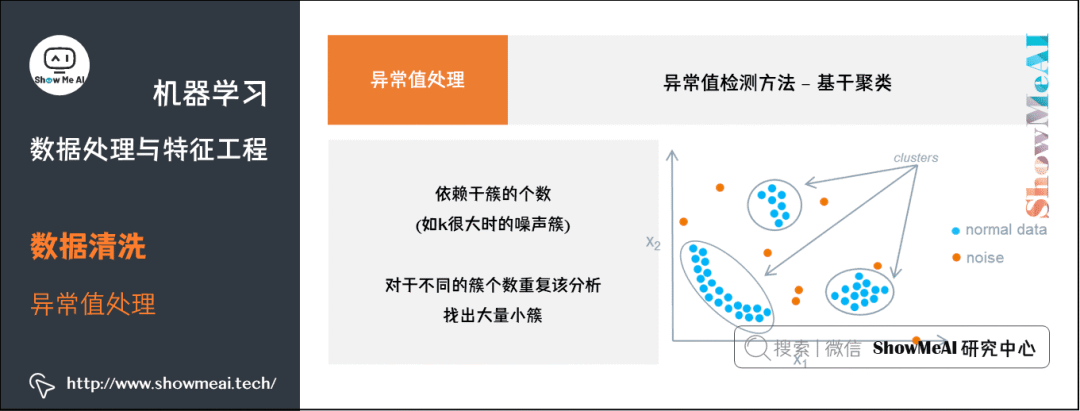 Show Me AI
机器学习
数据处理与特征工程
数据清洗
异常值处理
http://www.showmeai.tech/
异常值处理
异常值检测方法 - 基于聚类
ShowMeAI
依赖于簇的个数
(如k很大时的噪声簇)
对于不同的簇个数重复该分析
找出大量小簇
clusters
X2
normal data
noise
搜索 | 微信 ShowMeAI 研究中心
X1